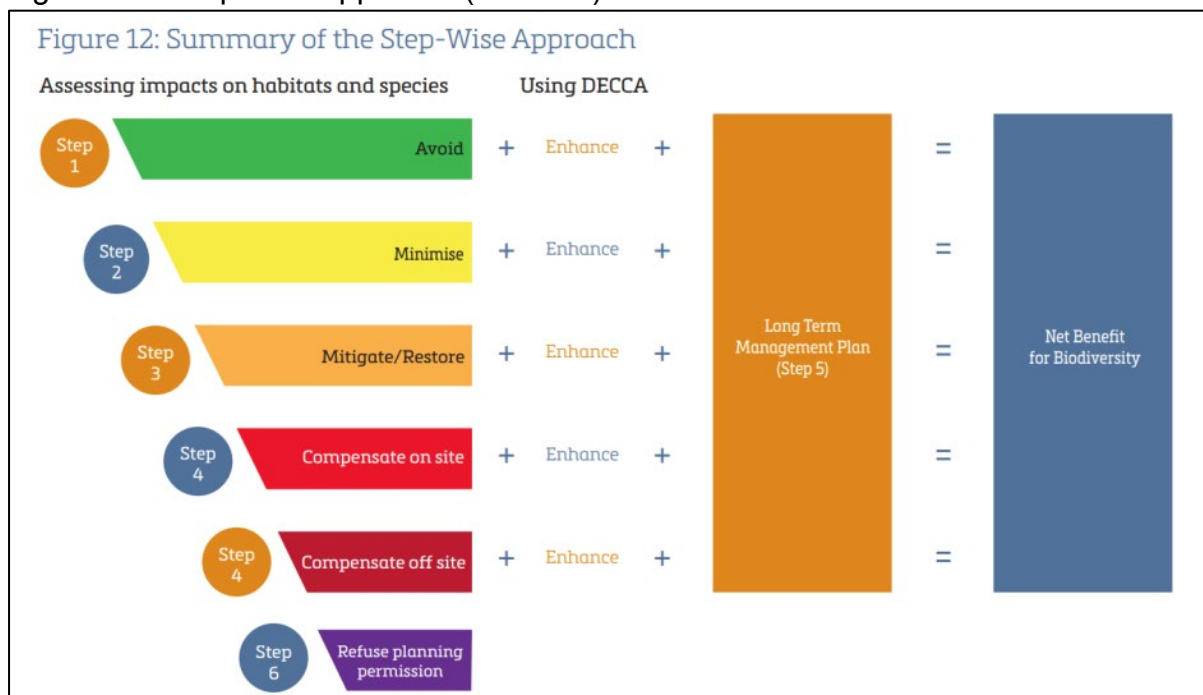 Figure 12: Summary of the Step-Wise Approach
Assessing impacts on habitats and species Using DECCA
Step
1
Avoid + Enhance + =
Step
2
Minimise + Enhance + =
Step
3
Mitigate/Restore + Enhance + =
Long Term
Management Plan
(Step 5)
Net Benefit
for Biodiversity
Step
4
Compensate on site + Enhance + =
Step
4
Compensate off site + Enhance + =
Step
6
Refuse planning
permission